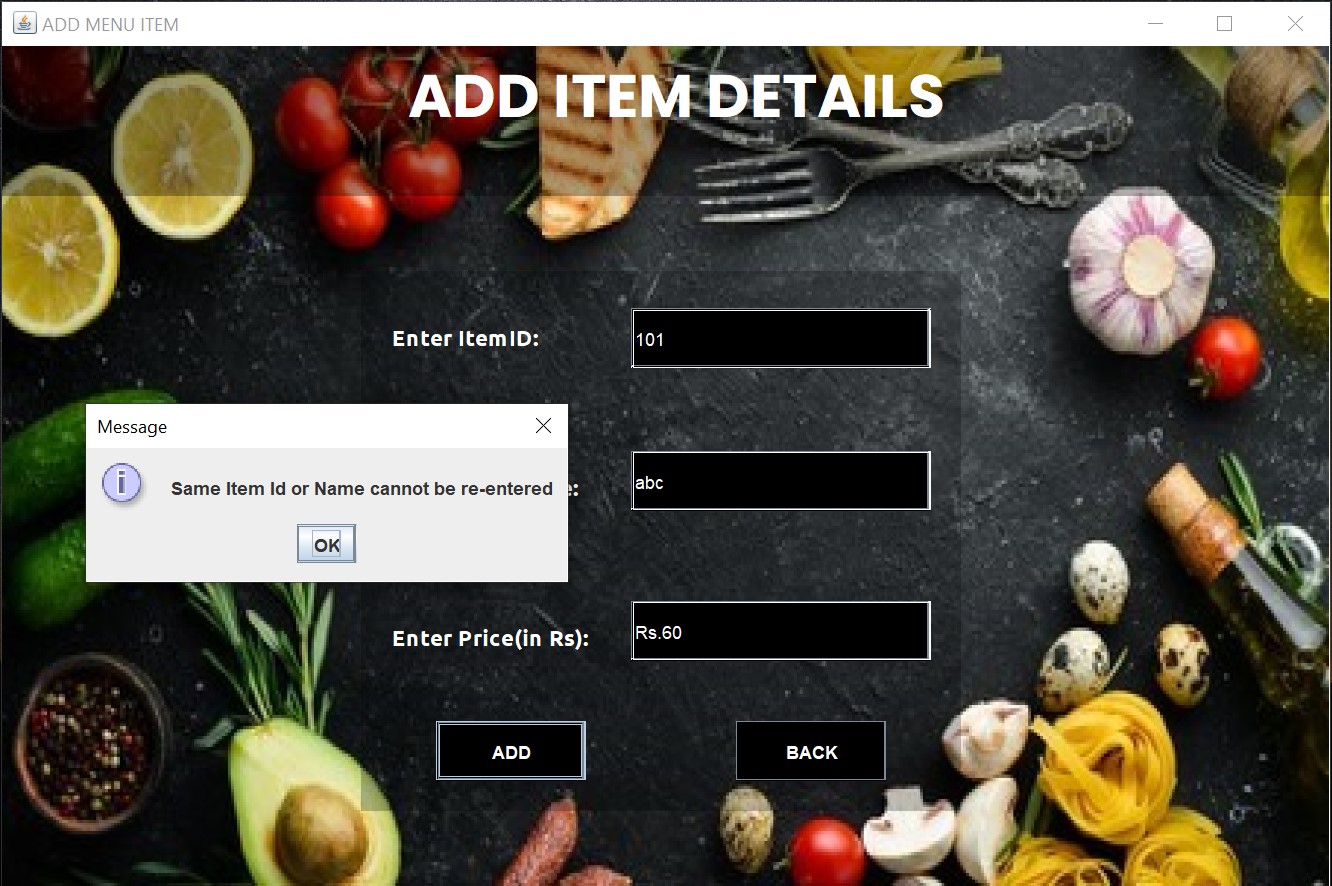 ADD MENU ITEM
ADD ITEM DETAILS
Enter ItemID:
101
Message
Same Item Id or Name cannot be re-entered
e:
abc
OK
Enter Price(in Rs):
Rs.60
ADD
BACK